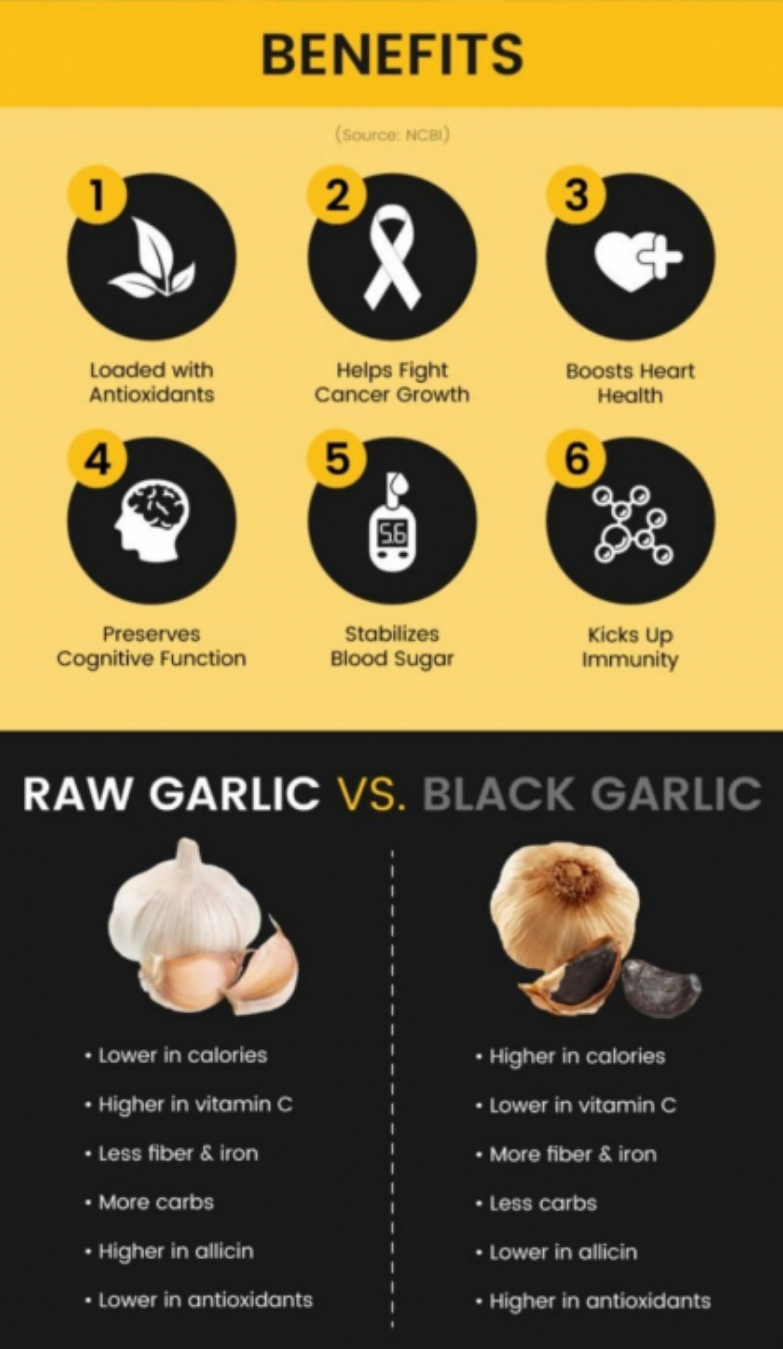 BENEFITS
(Source: NCBI)
1
2
3
Loaded with
Antioxidants
Helps Fight
Cancer Growth
Boosts Heart
Health
4
5
6
5.6
Preserves
Cognitive Function
Stabilizes
Blood Sugar
Kicks Up
Immunity
RAW GARLIC VS. BLACK GARLIC
• Lower in calories
• Higher in vitamin C
• Less fiber & iron
• More carbs
• Higher in allicin
• Lower in antioxidants
• Higher in calories
• Lower in vitamin C
• More fiber & iron
• Less carbs
• Lower in allicin
• Higher in antioxidants